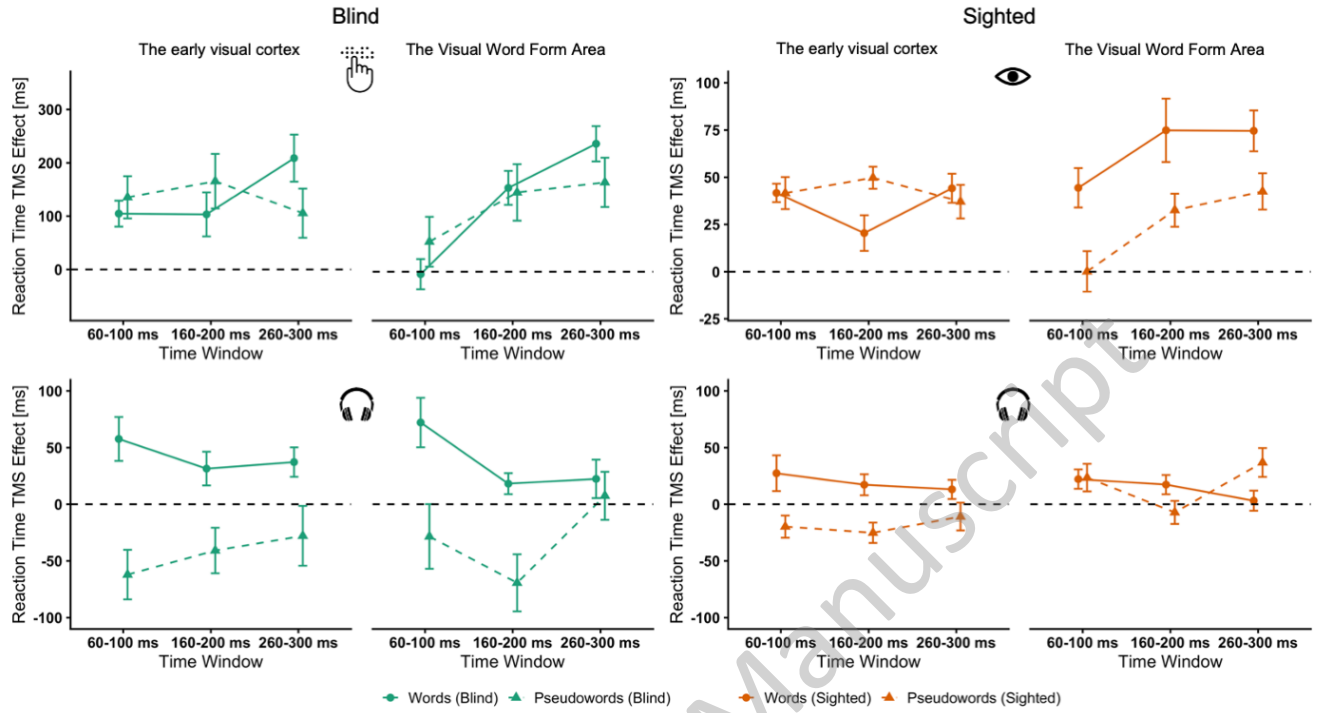 Blind
Sighted
The early visual cortex
The Visual Word Form Area
The early visual cortex
The Visual Word Form Area
Reaction Time TMS Effect [ms]
300
200
100
0
60-100 ms 160-200 ms 260-300 ms
Time Window
60-100 ms 160-200 ms 260-300 ms
Time Window
Reaction Time TMS Effect [ms]
100
75
50
25
0
-25
60-100 ms 160-200 ms 260-300 ms
Time Window
60-100 ms 160-200 ms 260-300 ms
Time Window
Reaction Time TMS Effect [ms]
100
50
0
-50
-100
60-100 ms 160-200 ms 260-300 ms
Time Window
60-100 ms 160-200 ms 260-300 ms
Time Window
Reaction Time TMS Effect [ms]
100
50
0
-50
-100
60-100 ms 160-200 ms 260-300 ms
Time Window
60-100 ms 160-200 ms 260-300 ms
Time Window
Words (Blind) Pseudowords (Blind)
Words (Sighted) Pseudowords (Sighted)
Manuscript